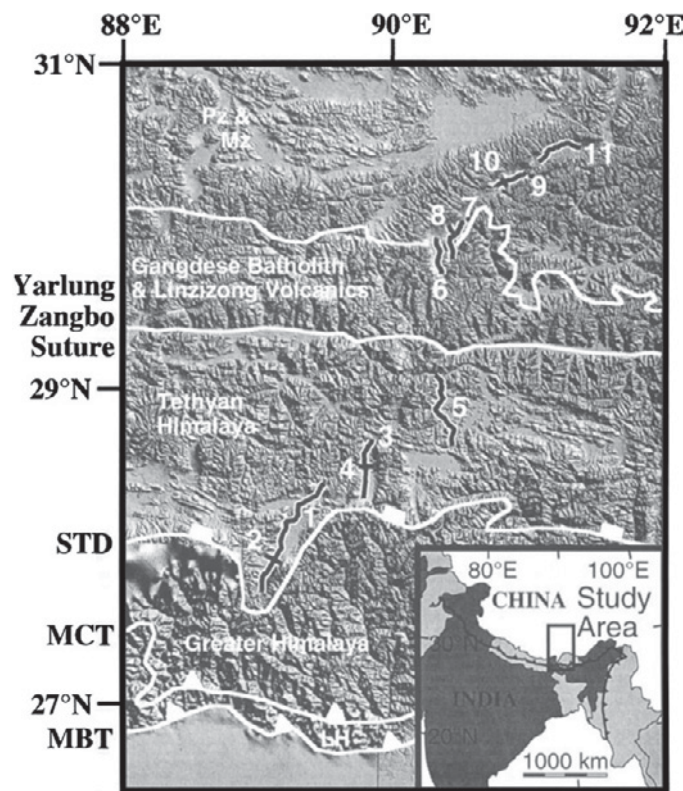 88°E 90°E 92°E
31°N
Pz &
Mz
10
11
9
8
7
6
Gangdese Batholith
& Linzizong Volcanics
Yarlung
Zangbo
Suture
29°N
Tethyan
Himalaya
5
3
4
1
2
STD
MCT
Greater Himalaya
27°N
MBT
LH
80°E 100°E
CHINA
Study
Area
30°N
INDIA
20°N
1000 km